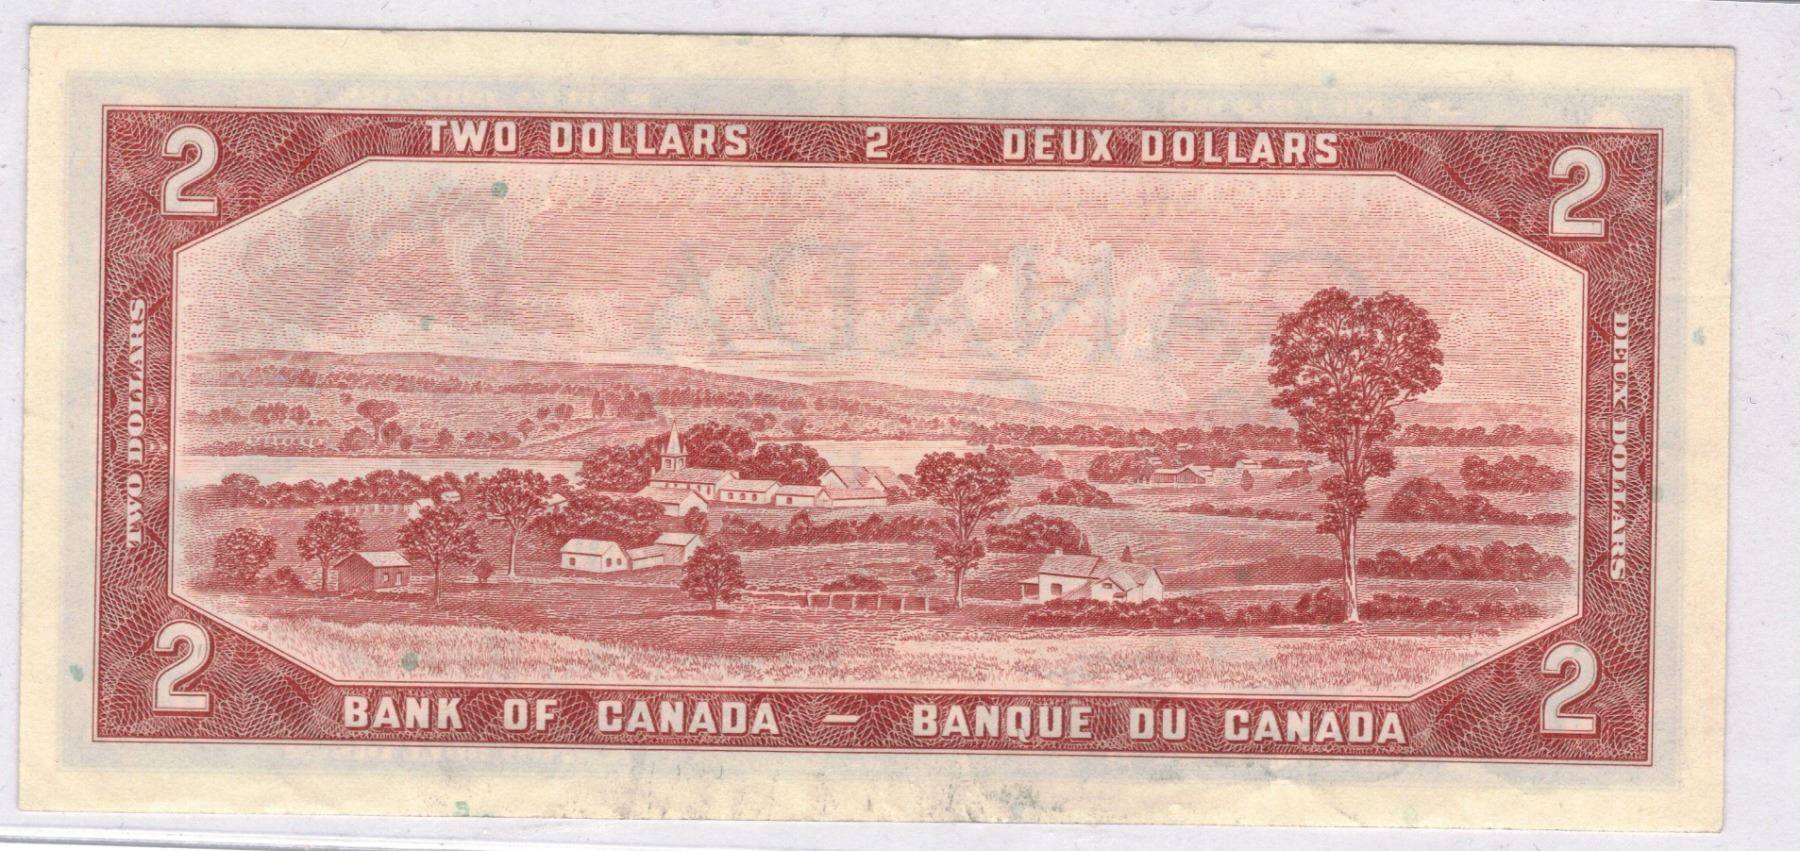 2 TWO DOLLARS 2 DEUX DOLLARS 2
TWO DOLLARS
CANADA
DEUX DOLLARS
2 BANK OF CANADA — BANQUE DU CANADA 2